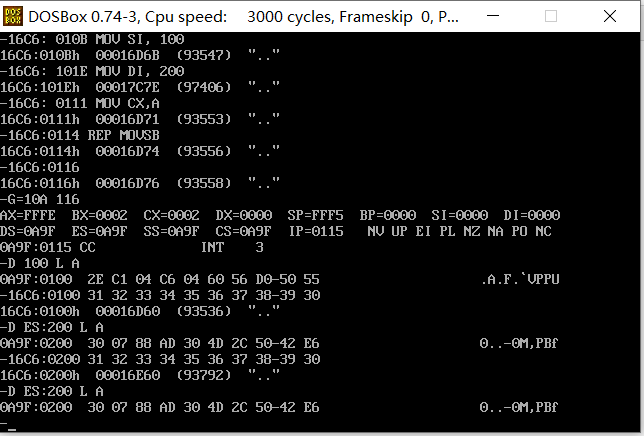 DOSBox 0.74-3, Cpu speed: 3000 cycles, Frameskip 0, P...
-16C6: 010B MOV SI, 100
16C6:010Bh 00016D6B (93547) ".."
-16C6: 101E MOV DI, 200
16C6:101Eh 00017C7E (97406) ".."
-16C6: 0111 MOV CX,A
16C6:0111h 00016D71 (93553) ".."
-16C6:0114 REP MOVSB
16C6:0114h 00016D74 (93556) ".."
-16C6:0116
16C6:0116h 00016D76 (93558) ".."
-G=10A 116
AX=FFFE BX=0002 CX=0002 DX=0000 SP=FFF5 BP=0000 SI=0000 DI=0000
DS=0A9F ES=0A9F SS=0A9F CS=0A9F IP=0115 NV UP EI PL NZ NA PO NC
0A9F:0115 CC INT 3
-D 100 L A
0A9F:0100 2E C1 04 C6 04 60 56 D0-50 55 .A.F.`VPPU
-16C6:0100 31 32 33 34 35 36 37 38-39 30
16C6:0100h 00016D60 (93536) ".."
-D ES:200 L A
0A9F:0200 30 07 88 AD 30 4D 2C 50-42 E6 0..-0M,PBf
-16C6:0200 31 32 33 34 35 36 37 38-39 30
16C6:0200h 00016E60 (93792) ".."
-D ES:200 L A
0A9F:0200 30 07 88 AD 30 4D 2C 50-42 E6 0..-0M,PBf
-_